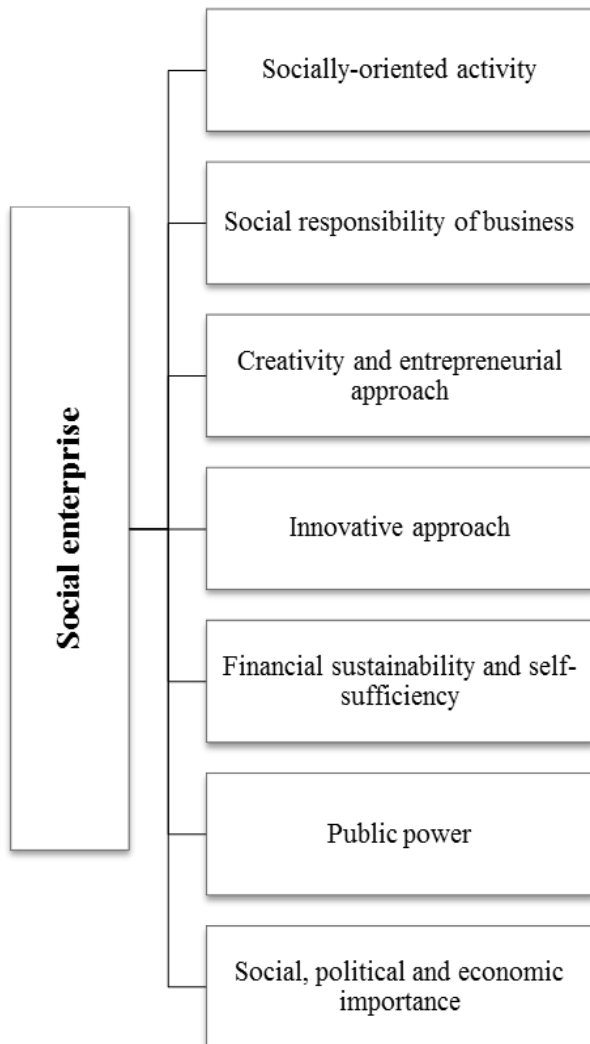 Social enterprise
Socially-oriented activity
Social responsibility of business
Creativity and entrepreneurial
approach
Innovative approach
Financial sustainability and self-
sufficiency
Public power
Social, political and economic
importance